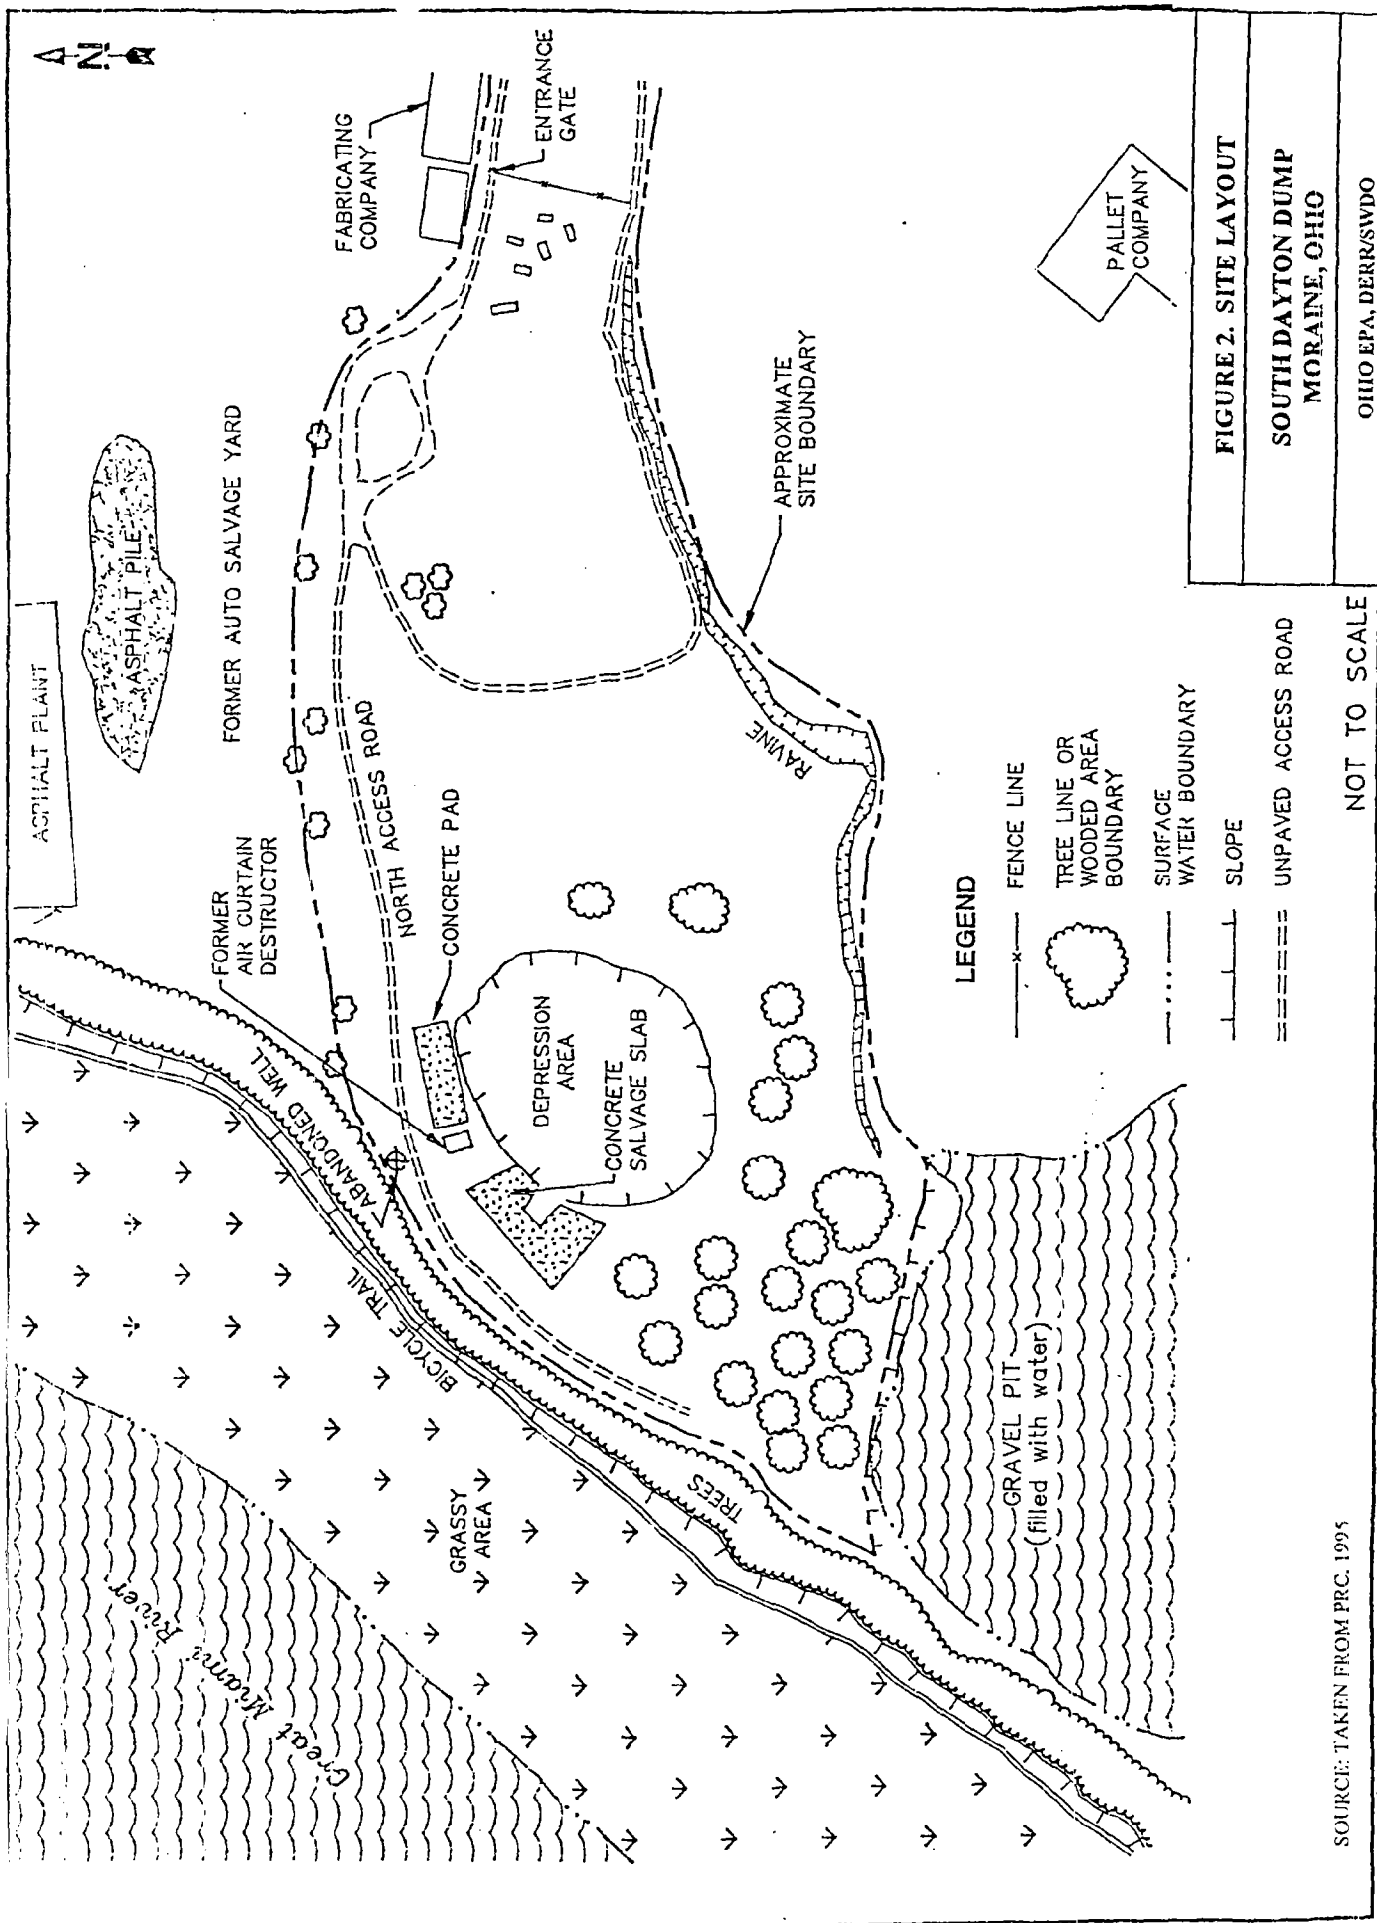 N
ASPHALT PLANT
ASPHALT PILE
FORMER AUTO SALVAGE YARD
FABRICATING
COMPANY
ENTRANCE
GATE
FORMER
AIR CURTAIN
DESTRUCTOR
NORTH ACCESS ROAD
CONCRETE PAD
ABANDONED WELL
BICYCLE TRAIL
DEPRESSION
AREA
CONCRETE
SALVAGE SLAB
Great Miami River
GRASSY
AREA
TREES
RAVINE
APPROXIMATE
SITE BOUNDARY
PALLET
COMPANY
GRAVEL PIT
(filled with water)
LEGEND
x
FENCE LINE
TREE LINE OR
WOODED AREA
BOUNDARY
SURFACE
WATER BOUNDARY
SLOPE
UNPAVED ACCESS ROAD
NOT TO SCALE
SOURCE: TAKEN FROM PRC, 1995
FIGURE 2. SITE LAYOUT
SOUTH DAYTON DUMP
MORAINE, OHIO
OHIO EPA, DERR/SWDO